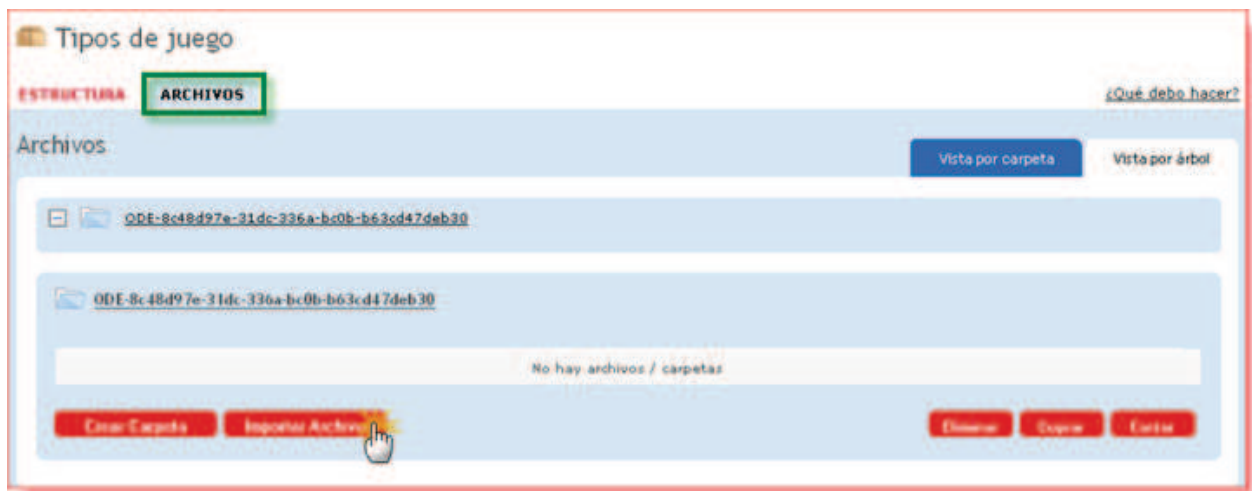 Tipos de juego
ESTRUCTURA ARCHIVOS ¿Qué debo hacer?
Archivos
Vista por carpeta Vista por árbol
ODE-8c48d97e-31dc-336a-bc0b-b63cd47deb30
ODE-8c48d97e-31dc-336a-bc0b-b63cd47deb30
No hay archivos / carpetas
Crear Carpeta Importar Archivo Eliminar Copiar Cortar